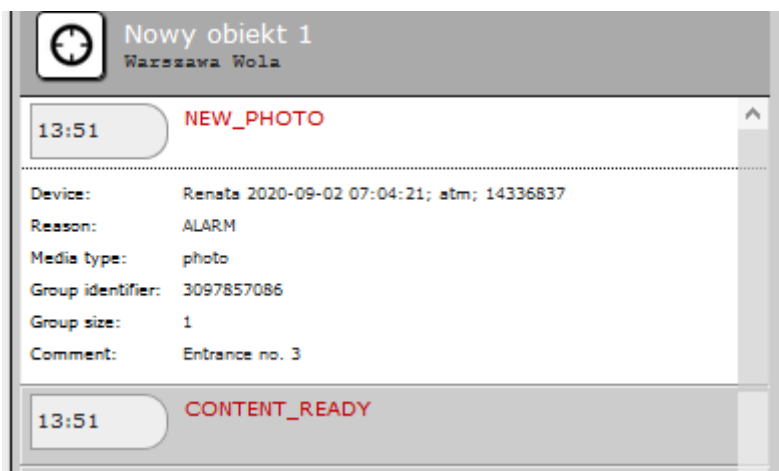 Nowy obiekt 1
Warszawa Wola
13:51 NEW_PHOTO
Device: Renata 2020-09-02 07:04:21; atm; 14336837
Reason: ALARM
Media type: photo
Group identifier: 3097857086
Group size: 1
Comment: Entrance no. 3
13:51 CONTENT_READY